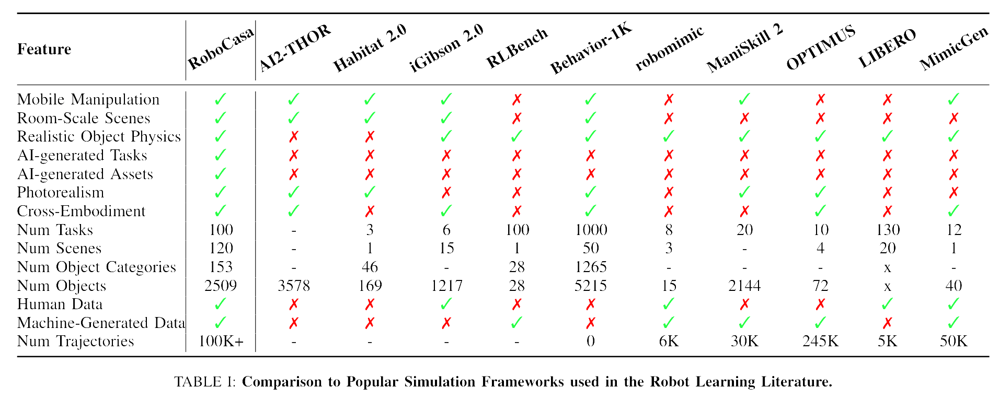 Feature RoboCasa AI2-THOR Habitat 2.0 iGibson 2.0 RLBench Behavior-1K robomimic ManiSkill 2 OPTIMUS LIBERO MimicGen
Mobile Manipulation ✓ ✓ ✓ ✓ ✗ ✓ ✗ ✓ ✗ ✗ ✓
Room-Scale Scenes ✓ ✓ ✓ ✓ ✗ ✓ ✗ ✗ ✗ ✗ ✗
Realistic Object Physics ✓ ✗ ✗ ✓ ✓ ✓ ✓ ✓ ✓ ✓ ✓
AI-generated Tasks ✓ ✗ ✗ ✗ ✗ ✗ ✗ ✗ ✗ ✗ ✗
AI-generated Assets ✓ ✗ ✗ ✗ ✗ ✗ ✗ ✗ ✗ ✗ ✗
Photorealism ✓ ✓ ✓ ✗ ✗ ✓ ✗ ✓ ✓ ✗ ✗
Cross-Embodiment ✓ ✓ ✗ ✓ ✗ ✓ ✗ ✗ ✓ ✗ ✓
Num Tasks 100 - 3 6 100 1000 8 20 10 130 12
Num Scenes 120 - 1 15 1 50 3 - 4 20 1
Num Object Categories 153 - 46 - 28 1265 - - - x -
Num Objects 2509 3578 169 1217 28 5215 15 2144 72 x 40
Human Data ✓ ✗ ✗ ✓ ✗ ✗ ✓ ✗ ✗ ✓ ✓
Machine-Generated Data ✓ ✗ ✗ ✗ ✓ ✗ ✓ ✓ ✓ ✗ ✓
Num Trajectories 100K+ - - - - 0 6K 30K 245K 5K 50K
TABLE I: Comparison to Popular Simulation Frameworks used in the Robot Learning Literature.